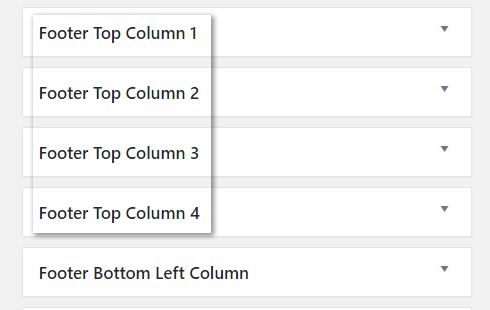 Footer Top Column 1
Footer Top Column 2
Footer Top Column 3
Footer Top Column 4
Footer Bottom Left Column